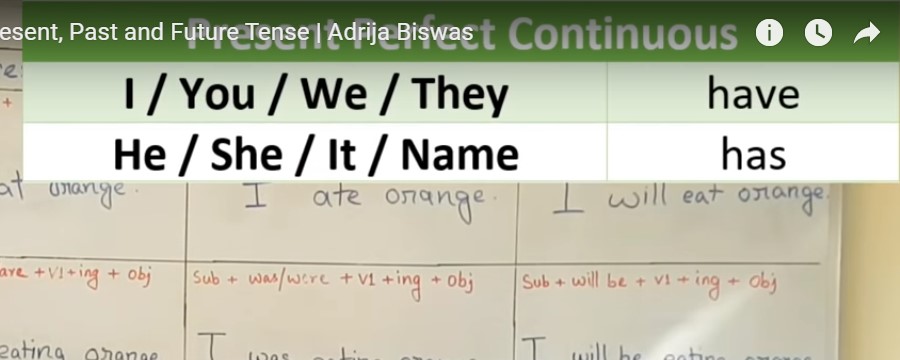 esent, Past and Future Tense | Adrija Biswas
Present Perfect Continuous
I / You / We / They have
He / She / It / Name has
at orange. I ate orange. I will eat orange.
are +V1+ing + obj Sub + was/were +V1 +ing + obj Sub + will be + V1 + ing + Obj
eating orange I was eating I will be eating